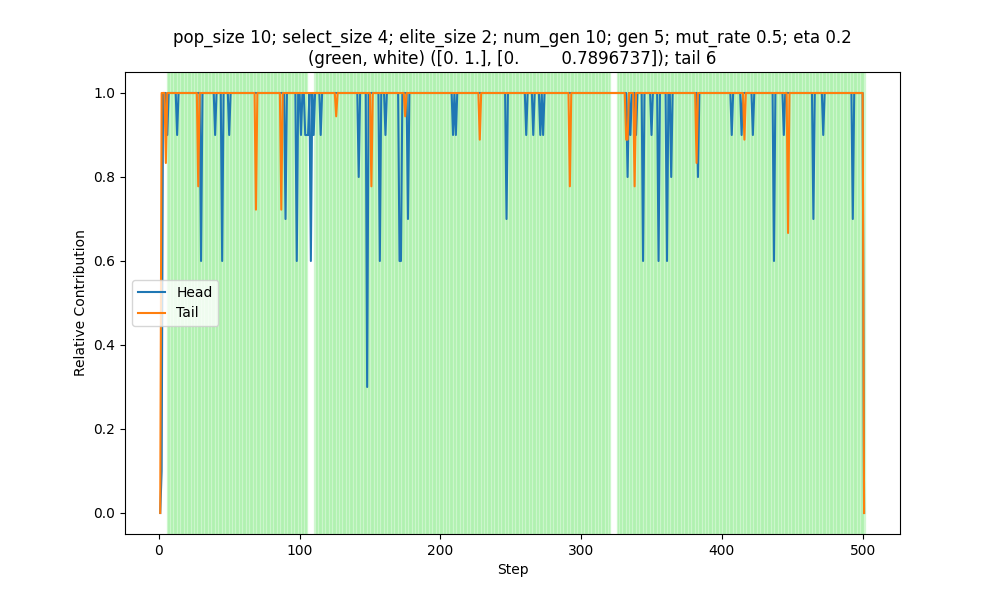 pop_size 10; select_size 4; elite_size 2; num_gen 10; gen 5; mut_rate 0.5; eta 0.2
(green, white) ([0. 1.], [0.         0.7896737]); tail 6
1.0
0.8
0.6
0.4
0.2
0.0
Relative Contribution
Head
Tail
0 100 200 300 400 500
Step